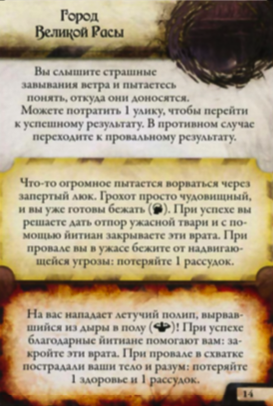 Город
Великой Расы
Вы слышите страшные
завывания ветра и пытаетесь
понять, откуда они доносятся.
Можете потратить 1 улику, чтобы перейти
к успешному результату. В противном случае
переходите к провальному результату.
Что-то огромное пытается ворваться через
запертый люк. Грохот просто чудовищный,
и вы уже готовы бежать ( ). При успехе вы
решаете дать отпор ужасной твари и с по-
мощью йитиан закрываете эти врата. При
провале вы в ужасе бежите от надвигаю-
щейся угрозы: потеряйте 1 рассудок.
На вас нападает летучий полип, вырвав-
шийся из дыры в полу ( )! При успехе
благодарные йитиане помогают вам: за-
кройте эти врата. При провале в схватке
пострадали ваши тело и разум: потеряйте
1 здоровье и 1 рассудок.
14